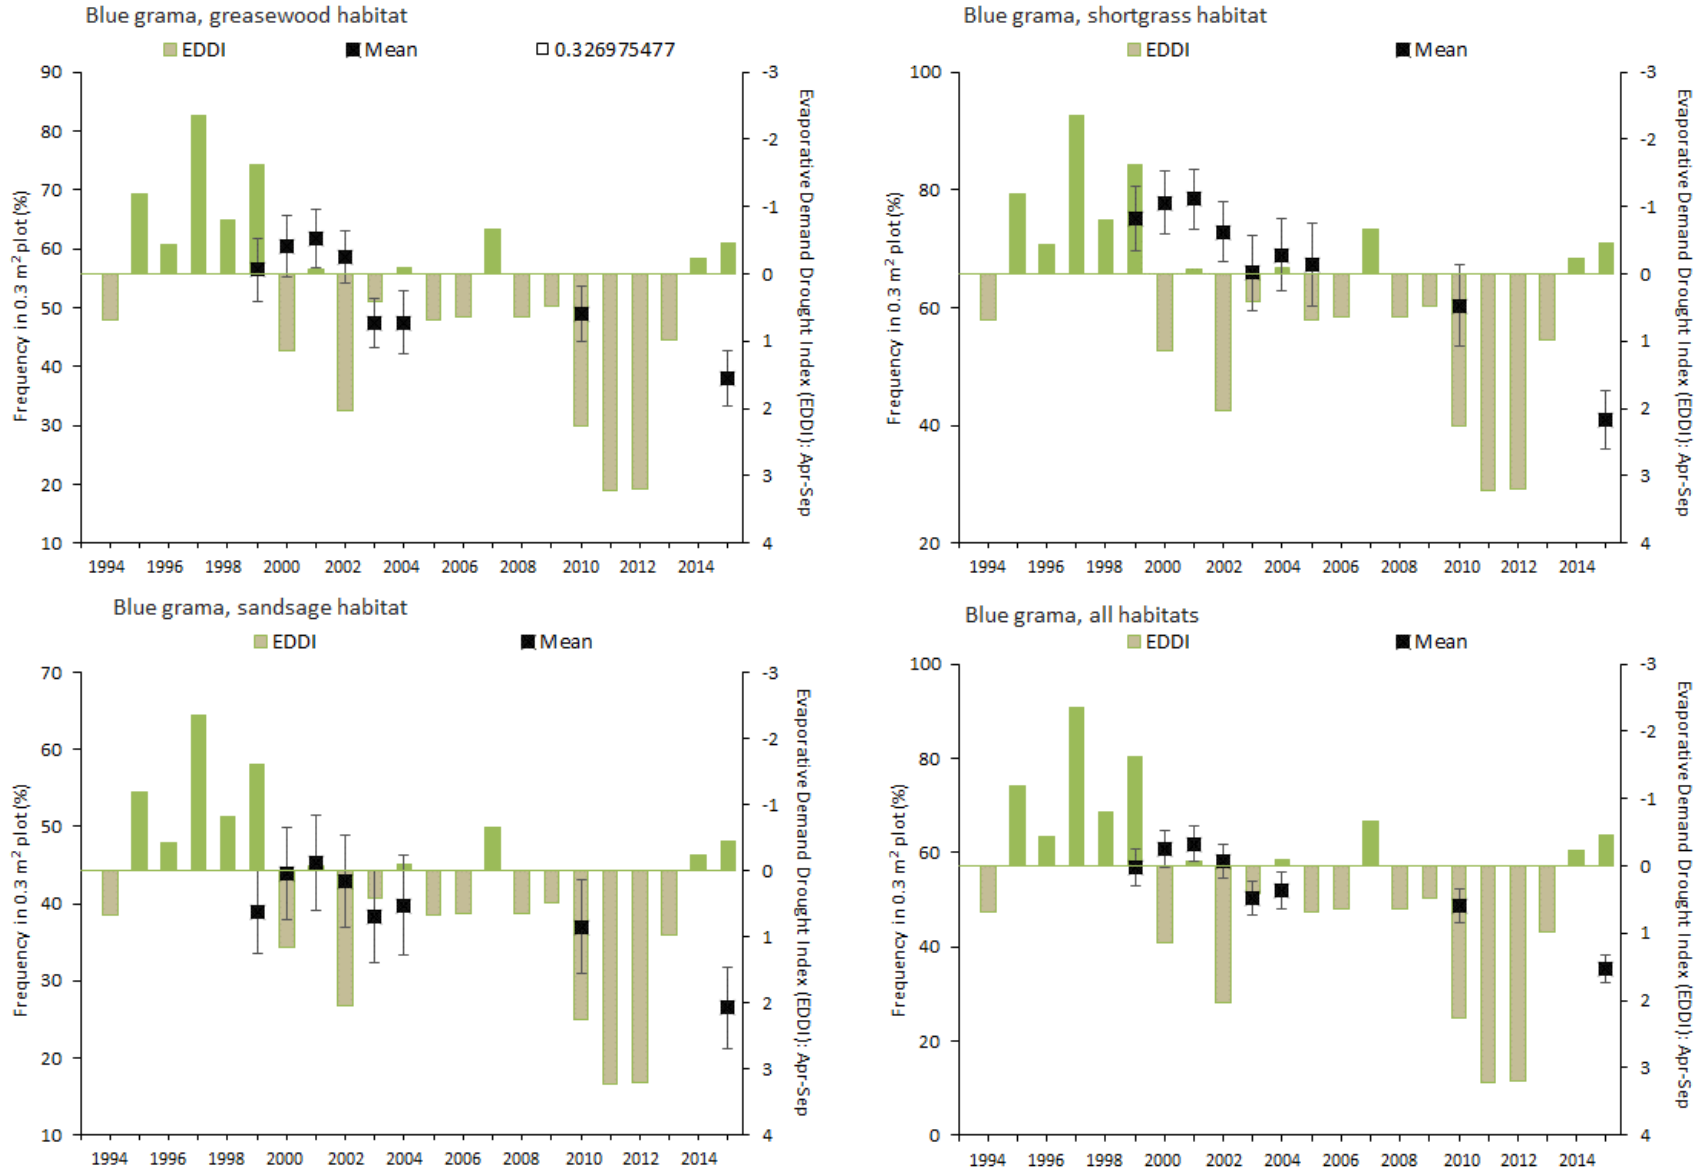 Blue grama, greasewood habitat
EDDI Mean 0.326975477
90
80
70
60
50
40
30
20
10
Frequency in 0.3 m² plot (%)
-3
-2
-1
0
1
2
3
4
Evaporative Demand Drought Index (EDDI): Apr-Sep
1994 1996 1998 2000 2002 2004 2006 2008 2010 2012 2014
Blue grama, shortgrass habitat
EDDI Mean
100
80
60
40
20
Frequency in 0.3 m² plot (%)
-3
-2
-1
0
1
2
3
4
Evaporative Demand Drought Index (EDDI): Apr-Sep
1994 1996 1998 2000 2002 2004 2006 2008 2010 2012 2014
Blue grama, sandsage habitat
EDDI Mean
70
60
50
40
30
20
10
Frequency in 0.3 m² plot (%)
-3
-2
-1
0
1
2
3
4
Evaporative Demand Drought Index (EDDI): Apr-Sep
1994 1996 1998 2000 2002 2004 2006 2008 2010 2012 2014
Blue grama, all habitats
EDDI Mean
100
80
60
40
20
0
Frequency in 0.3 m² plot (%)
-3
-2
-1
0
1
2
3
4
Evaporative Demand Drought Index (EDDI): Apr-Sep
1994 1996 1998 2000 2002 2004 2006 2008 2010 2012 2014